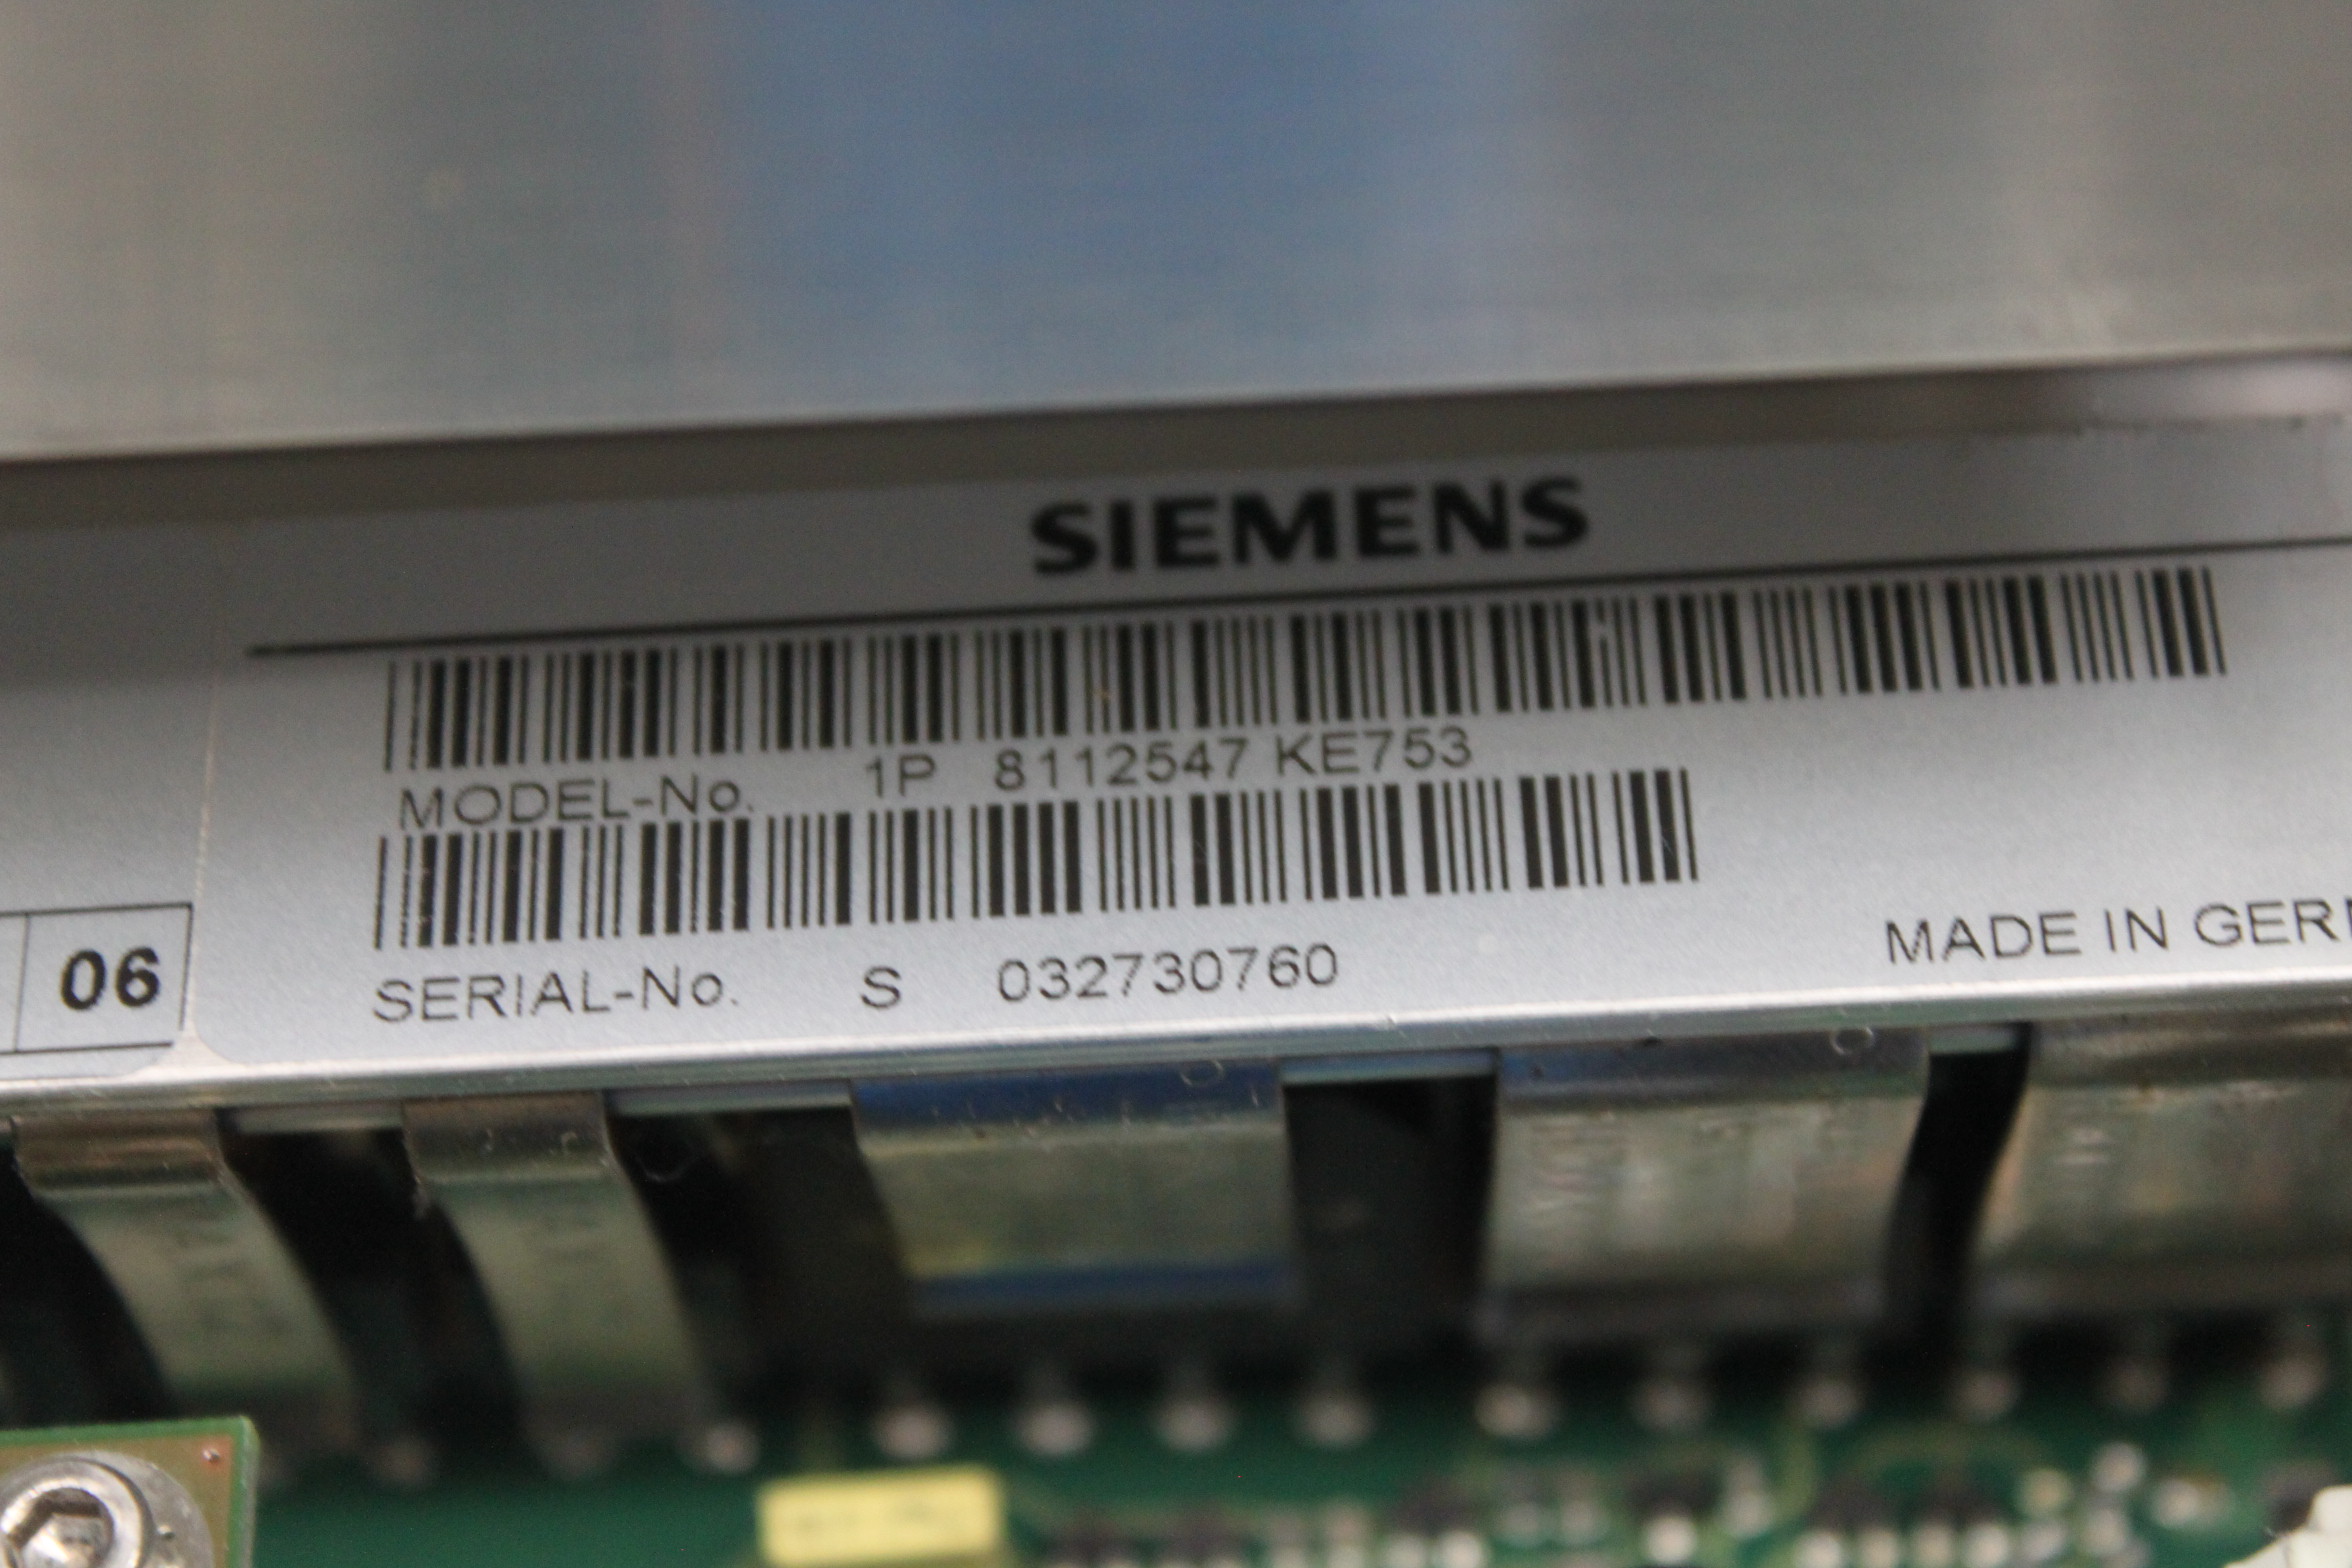 SIEMENS
MODEL-No. 1P 8112547 KE753
06
SERIAL-No. S 032730760
MADE IN GER